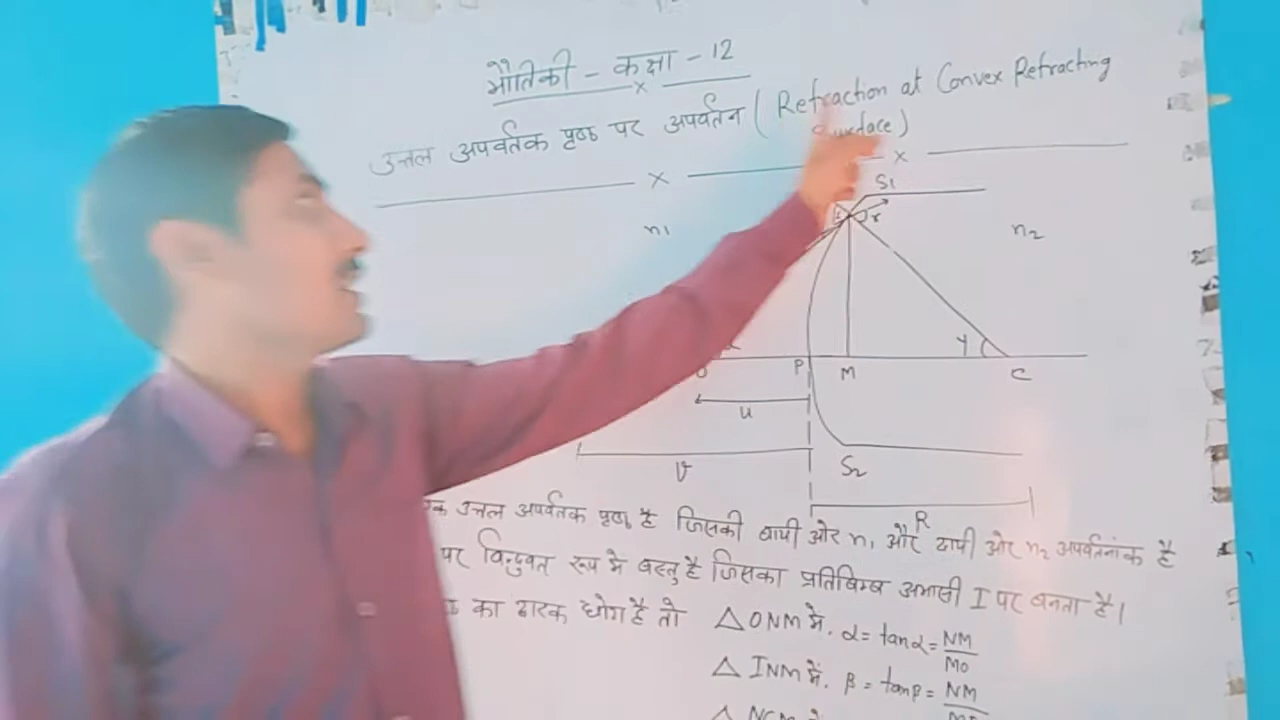 भौतिकी - कक्षा - 12
उत्तल अपवर्तक पृष्ठ पर अपवर्तन ( Refraction at Convex Refracting
Surface)
S1
n1
n2
r
γ
P
M
C
u
S2
v
R
उत्तल अपवर्तक पृष्ठ है जिसकी बायी ओर n1 और दायी ओर n2 अपवर्तनांक है
पर विन्दुवत रूप मे वस्तु है जिसका प्रतिबिम्ब अभासी I पर बनता है।
का द्वारक छोटा है तो △ONM मे, α = tanα = NM
MO
△ INM में, β = tanβ = NM
△ NCM मे